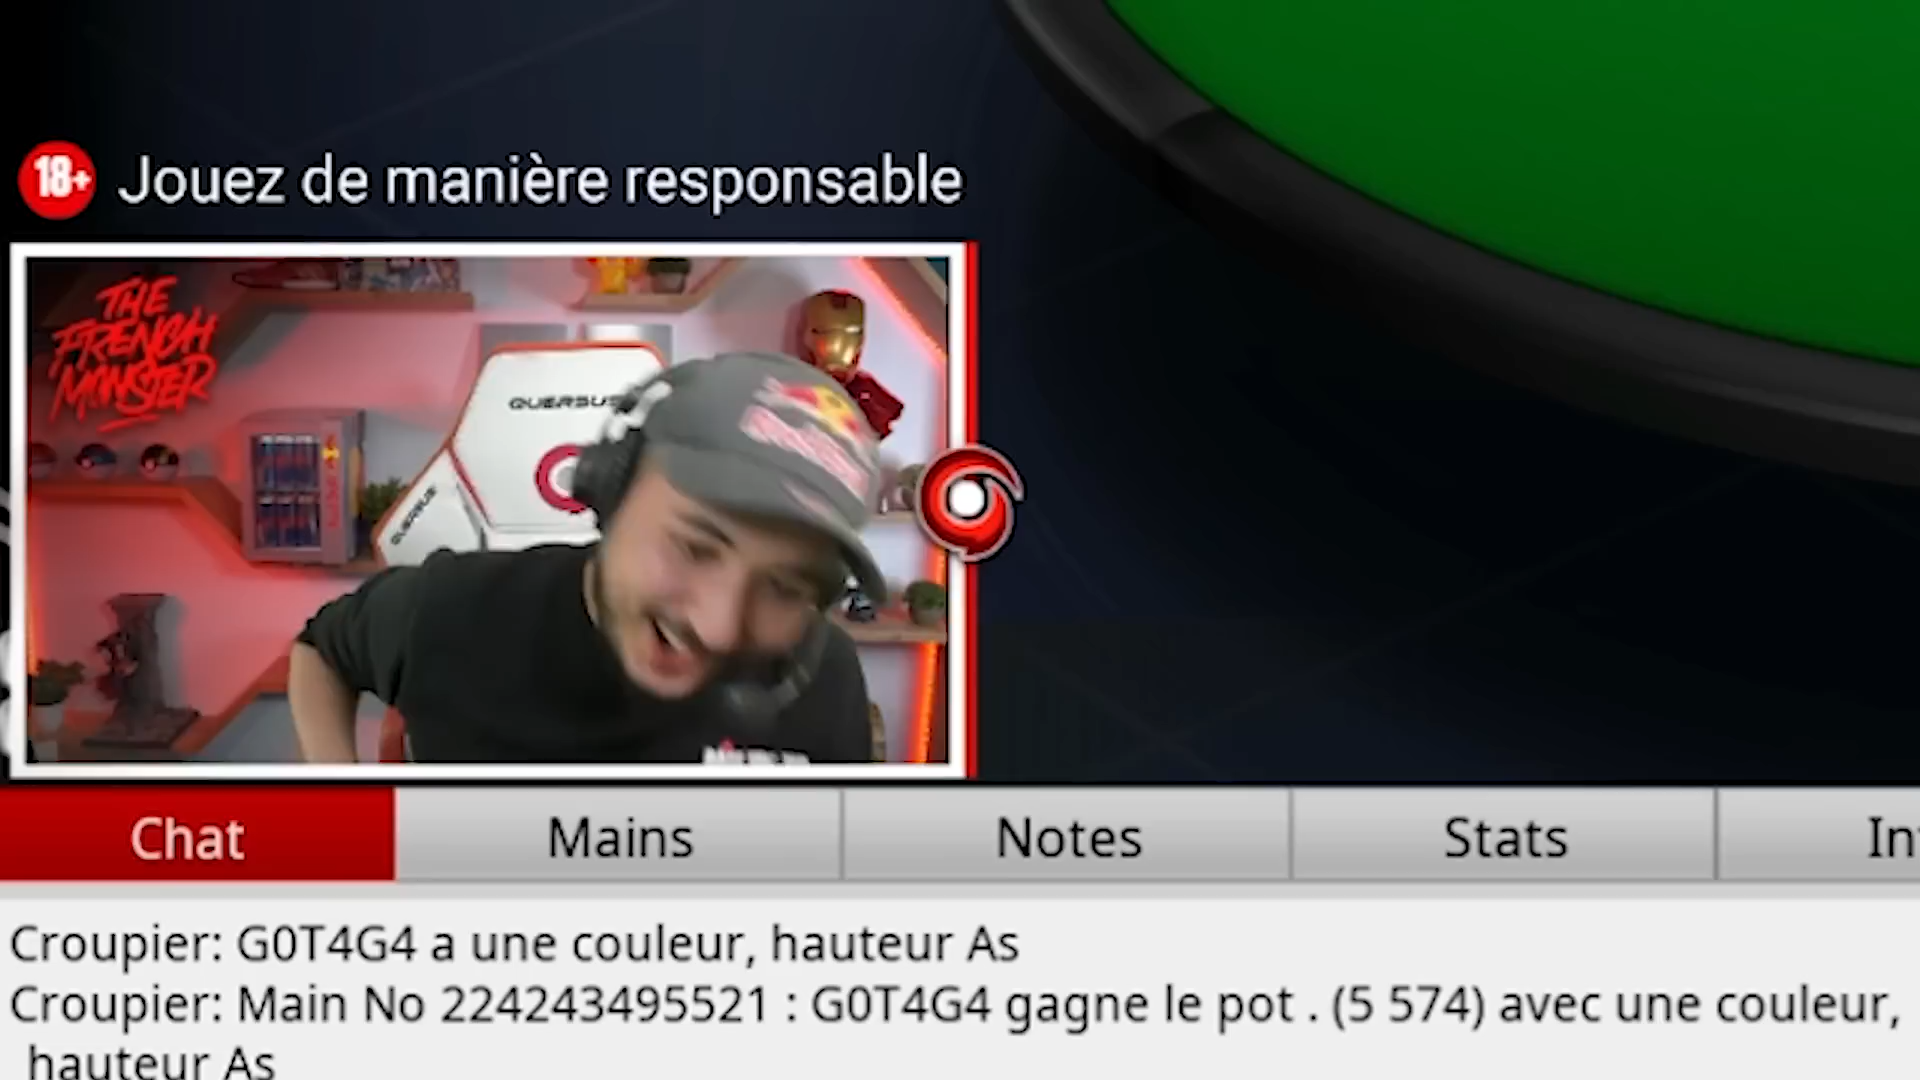 18+ Jouez de manière responsable
THE
FRENCH
MONSTER
QUERSUS
QUERSUS
Chat Mains Notes Stats
Croupier: G0T4G4 a une couleur, hauteur As
Croupier: Main No 224243495521 : G0T4G4 gagne le pot . (5 574) avec une couleur,
hauteur As